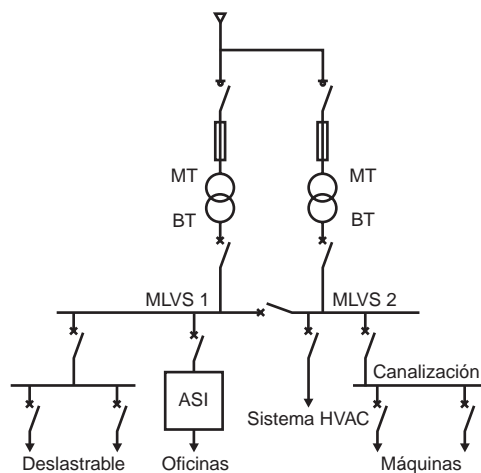 MT
MT
BT
BT
MLVS 1
MLVS 2
Canalización
ASI
Sistema HVAC
Deslastrable
Oficinas
Máquinas